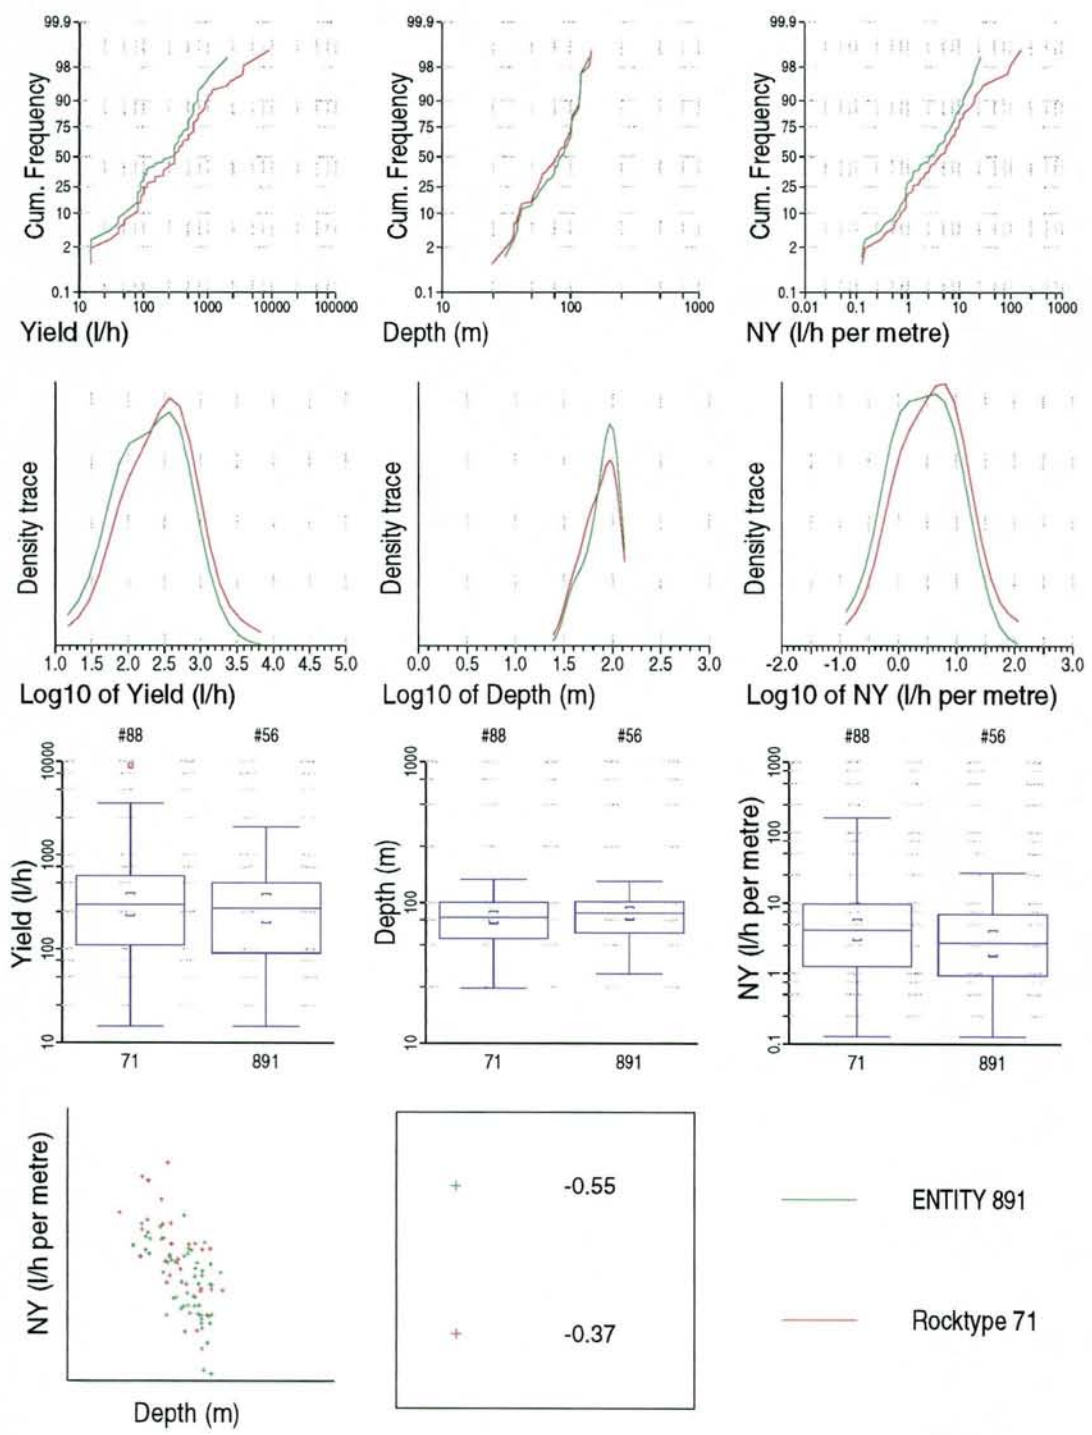 99.9 99.9 99.9
98 98 98
90 90 90
75 75 75
50 50 50
25 25 25
10 10 10
2 2 2
0.1 0.1 0.1
Cum. Frequency Cum. Frequency Cum. Frequency
10 100 1000 10000 100000 10 100 1000 0.01 0.1 1 10 100 1000
Yield (l/h) Depth (m) NY (l/h per metre)
Density trace Density trace Density trace
1.0 1.5 2.0 2.5 3.0 3.5 4.0 4.5 5.0 0.0 0.5 1.0 1.5 2.0 2.5 3.0 -2.0 -1.0 0.0 1.0 2.0 3.0
Log10 of Yield (l/h) Log10 of Depth (m) Log10 of NY (l/h per metre)
#88 #56 #88 #56 #88 #56
10000 1000 1000
1000 100 100
100 10 10
10 1
0.1
Yield (l/h) Depth (m) NY (l/h per metre)
71 891 71 891 71 891
NY (l/h per metre)
-0.55 ENTITY 891
-0.37 Rocktype 71
Depth (m)